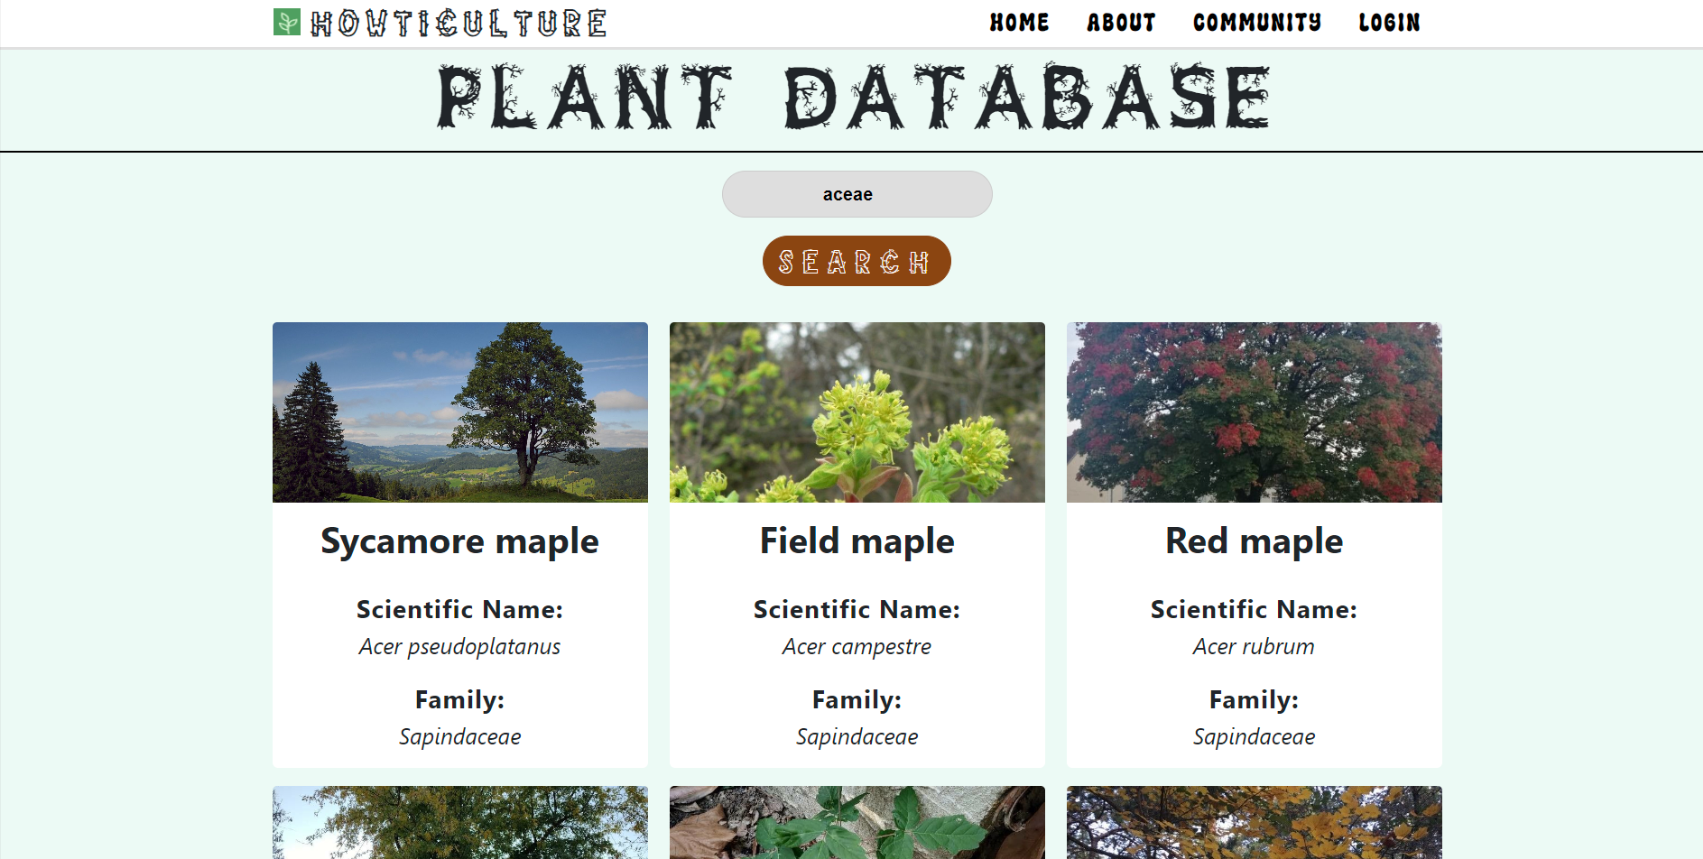 HOWTICULTURE HOME ABOUT COMMUNITY LOGIN
PLANT DATABASE
aceae
SEARCH
Sycamore maple Field maple Red maple
Scientific Name: Scientific Name: Scientific Name:
Acer pseudoplatanus Acer campestre Acer rubrum
Family: Family: Family:
Sapindaceae Sapindaceae Sapindaceae